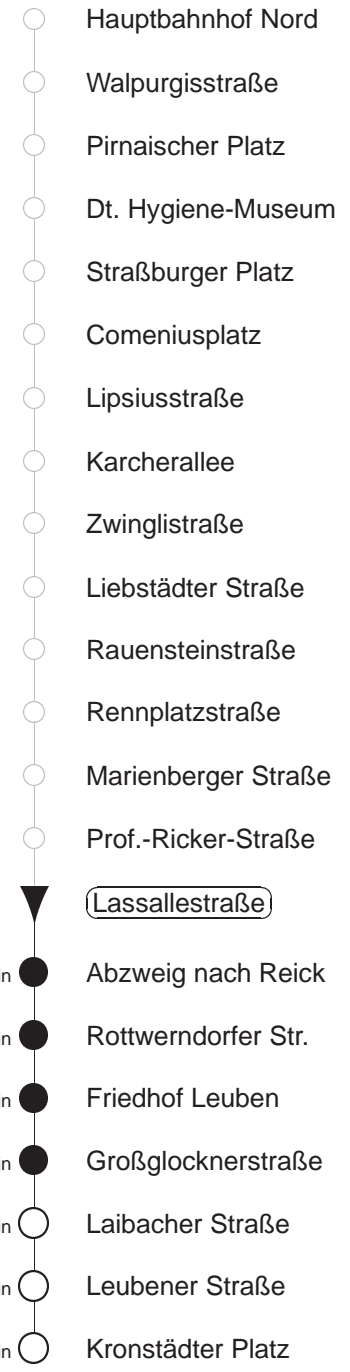 Hauptbahnhof Nord
Walpurgisstraße
Pirnaischer Platz
Dt. Hygiene-Museum
Straßburger Platz
Comeniusplatz
Lipsiusstraße
Karcherallee
Zwinglistraße
Liebstädter Straße
Rauensteinstraße
Rennplatzstraße
Marienberger Straße
Prof.-Ricker-Straße
Lassallestraße
Abzweig nach Reick
Rottwerndorfer Str.
Friedhof Leuben
Großglocknerstraße
Laibacher Straße
Leubener Straße
Kronstädter Platz